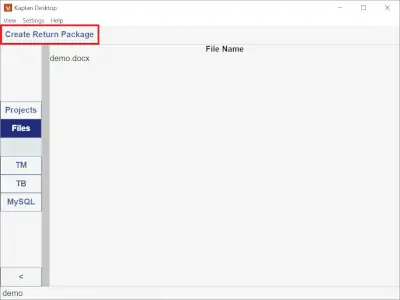 Kaplan Desktop
View Settings Help
Create Return Package
File Name
demo.docx
Projects
Files
TM
TB
MySQL
<
demo